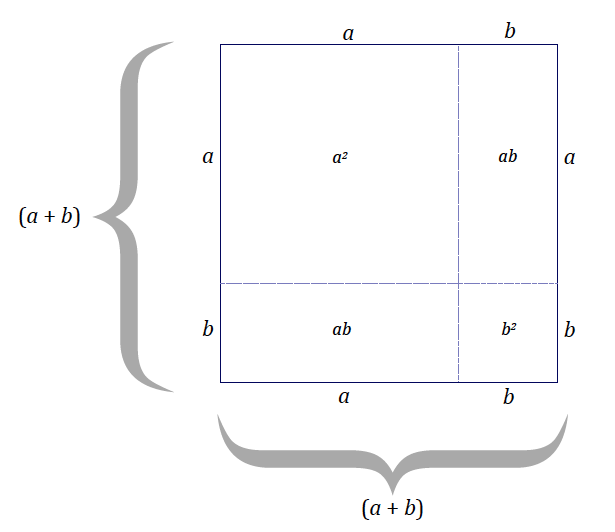 a b
a a² ab a
(a + b)
b ab b² b
a b
(a + b)